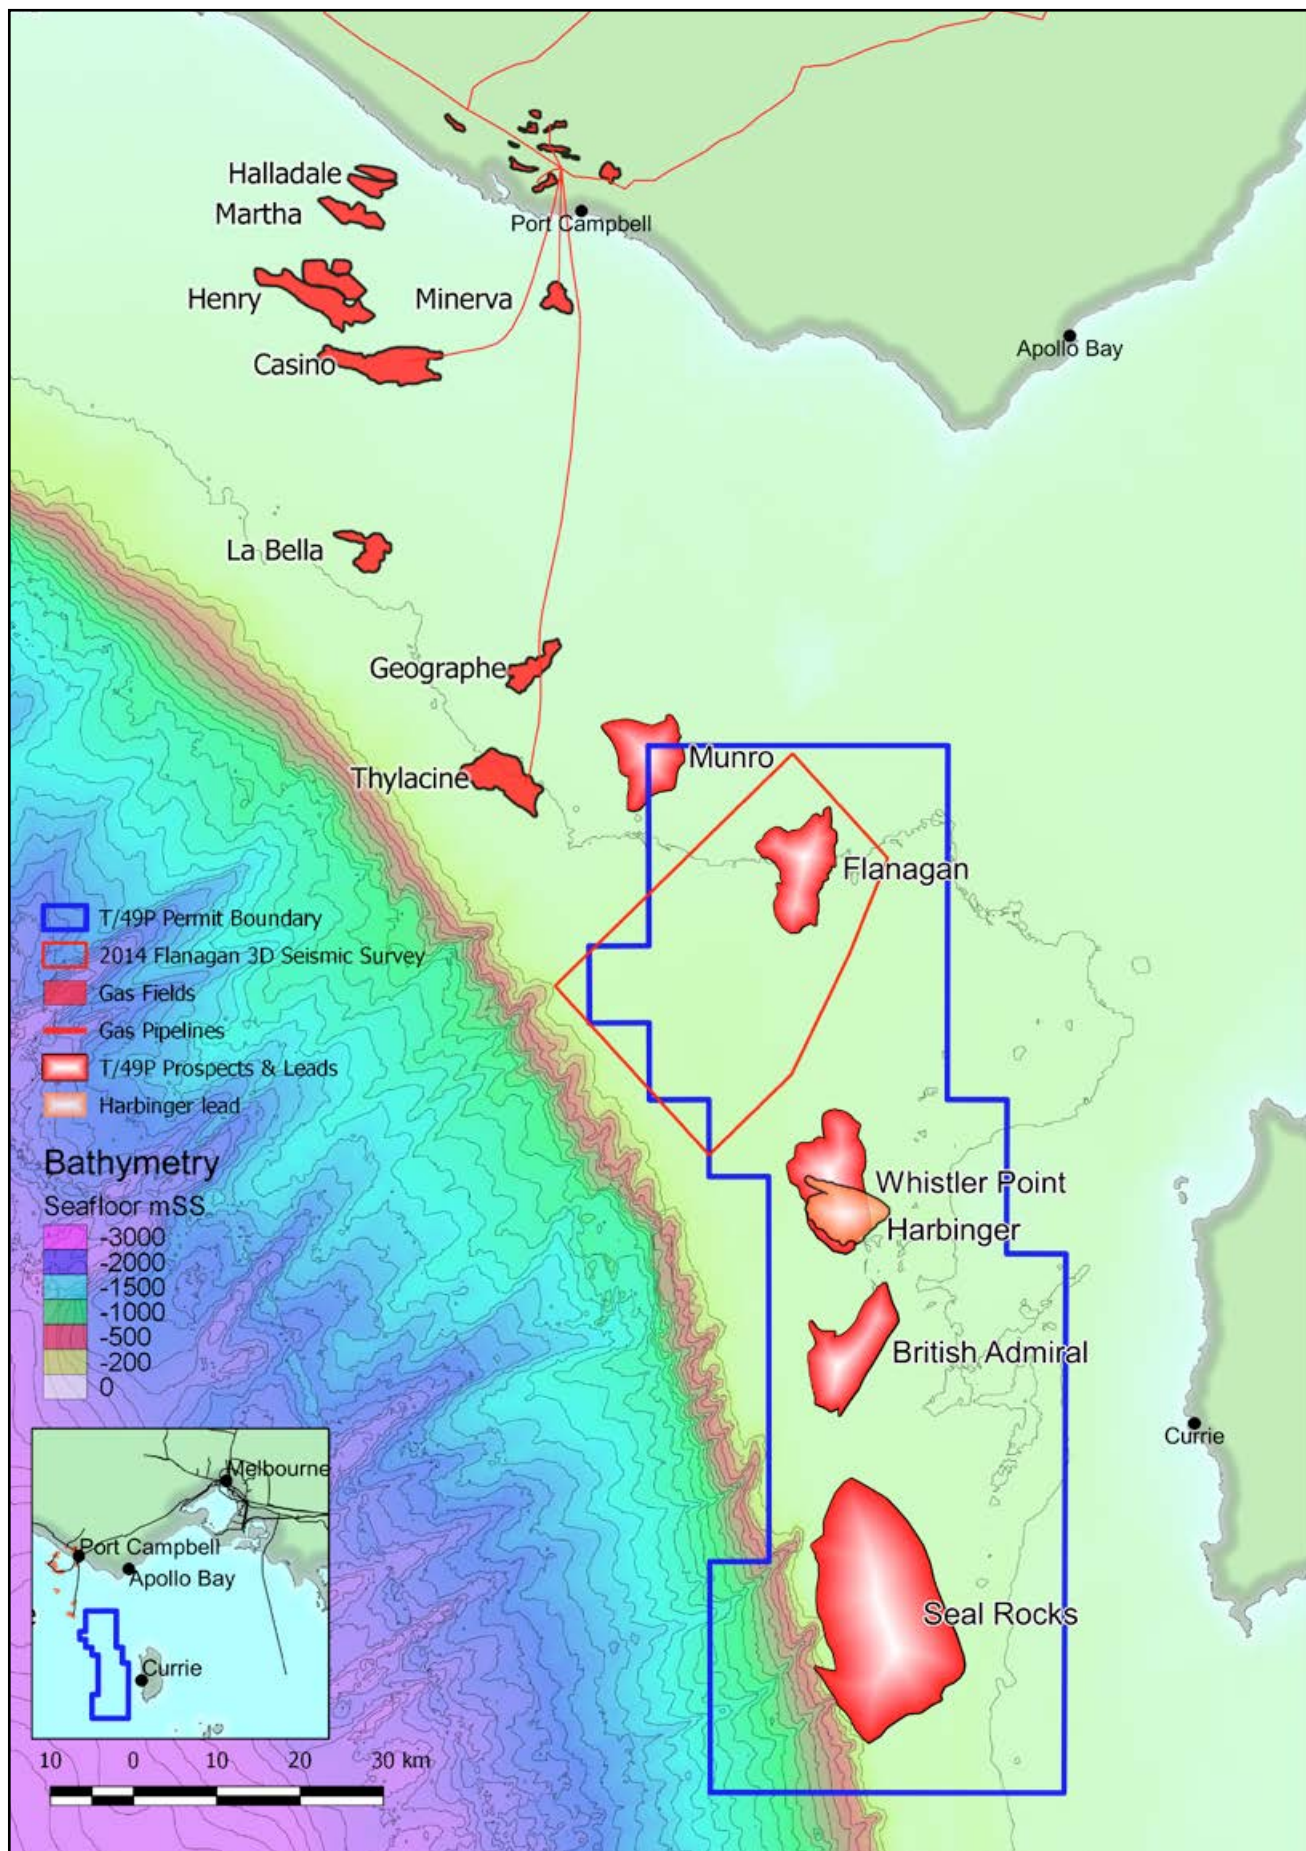 Halladale
Martha
Port Campbell
Henry
Minerva
Casino
Apollo Bay
La Bella
Geographe
Thylacine
Munro
Flanagan
T/49P Permit Boundary
2014 Flanagan 3D Seismic Survey
Gas Fields
Gas Pipelines
T/49P Prospects & Leads
Harbinger lead
Whistler Point
Harbinger
British Admiral
Currie
Seal Rocks
Bathymetry
Seafloor mSS
-3000
-2000
-1500
-1000
-500
-200
0
Melbourne
Port Campbell
Apollo Bay
Currie
10 0 10 20 30 km